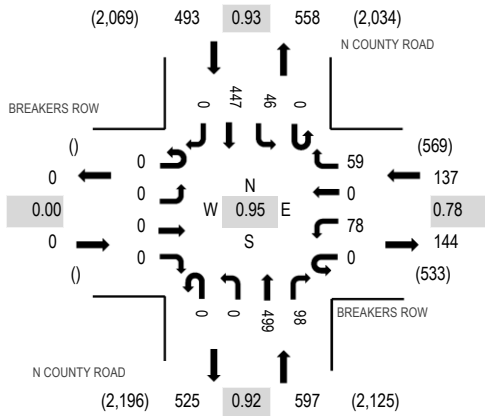 (2,069) 493 0.93 558 (2,034)
N COUNTY ROAD
BREAKERS ROW
0 447 46 0
() 0 59 (569)
0 0 N 0 137
0.00 0 W 0.95 E 78 0.78
0 0 S 0 144
() (533)
0 0 499 98
BREAKERS ROW
N COUNTY ROAD
(2,196) 525 0.92 597 (2,125)